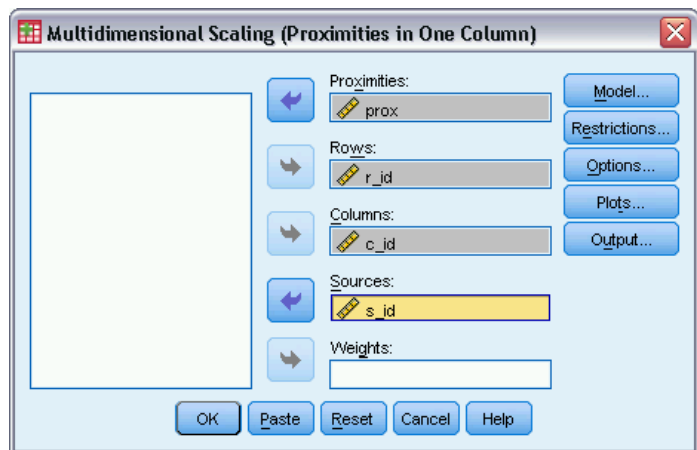 Multidimensional Scaling (Proximities in One Column)
Proximities:
prox
Rows:
r_id
Columns:
c_id
Sources:
s_id
Weights:
Model...
Restrictions...
Options...
Plots...
Output...
OK
Paste
Reset
Cancel
Help